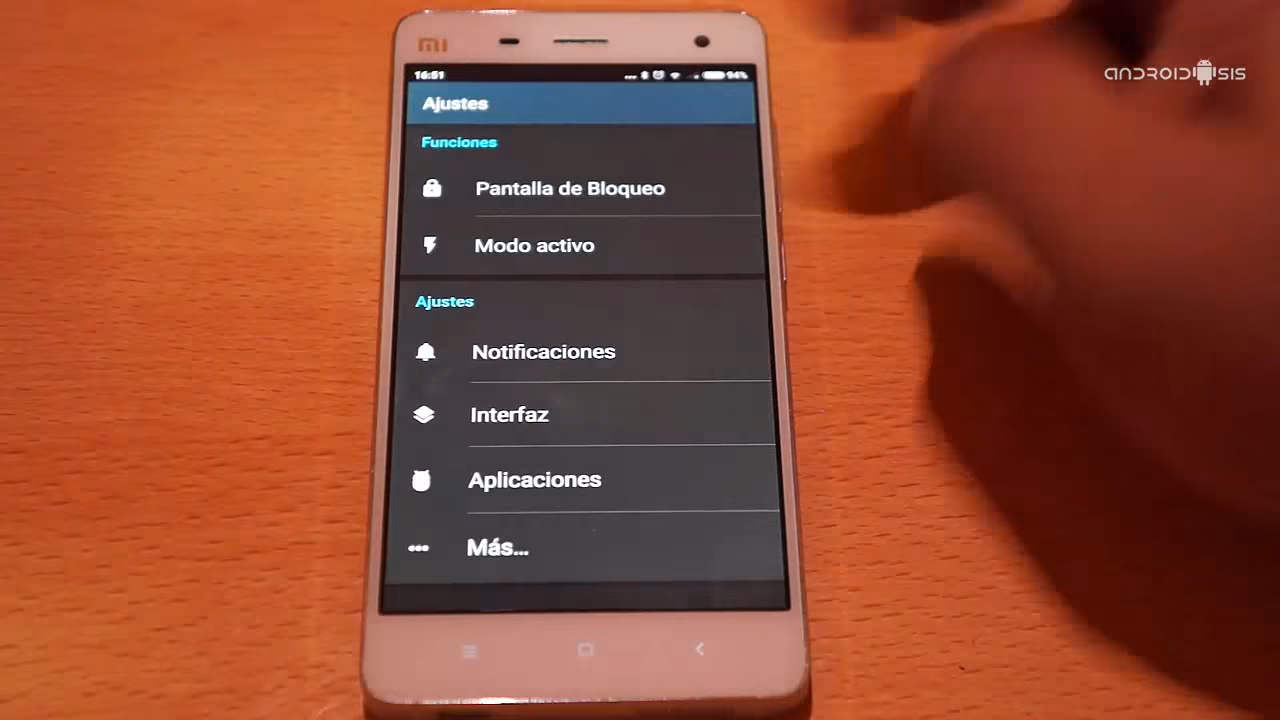 mi
ANDROIDSIS
16:51
94%
Ajustes
Funciones
Pantalla de Bloqueo
Modo activo
Ajustes
Notificaciones
Interfaz
Aplicaciones
Más...